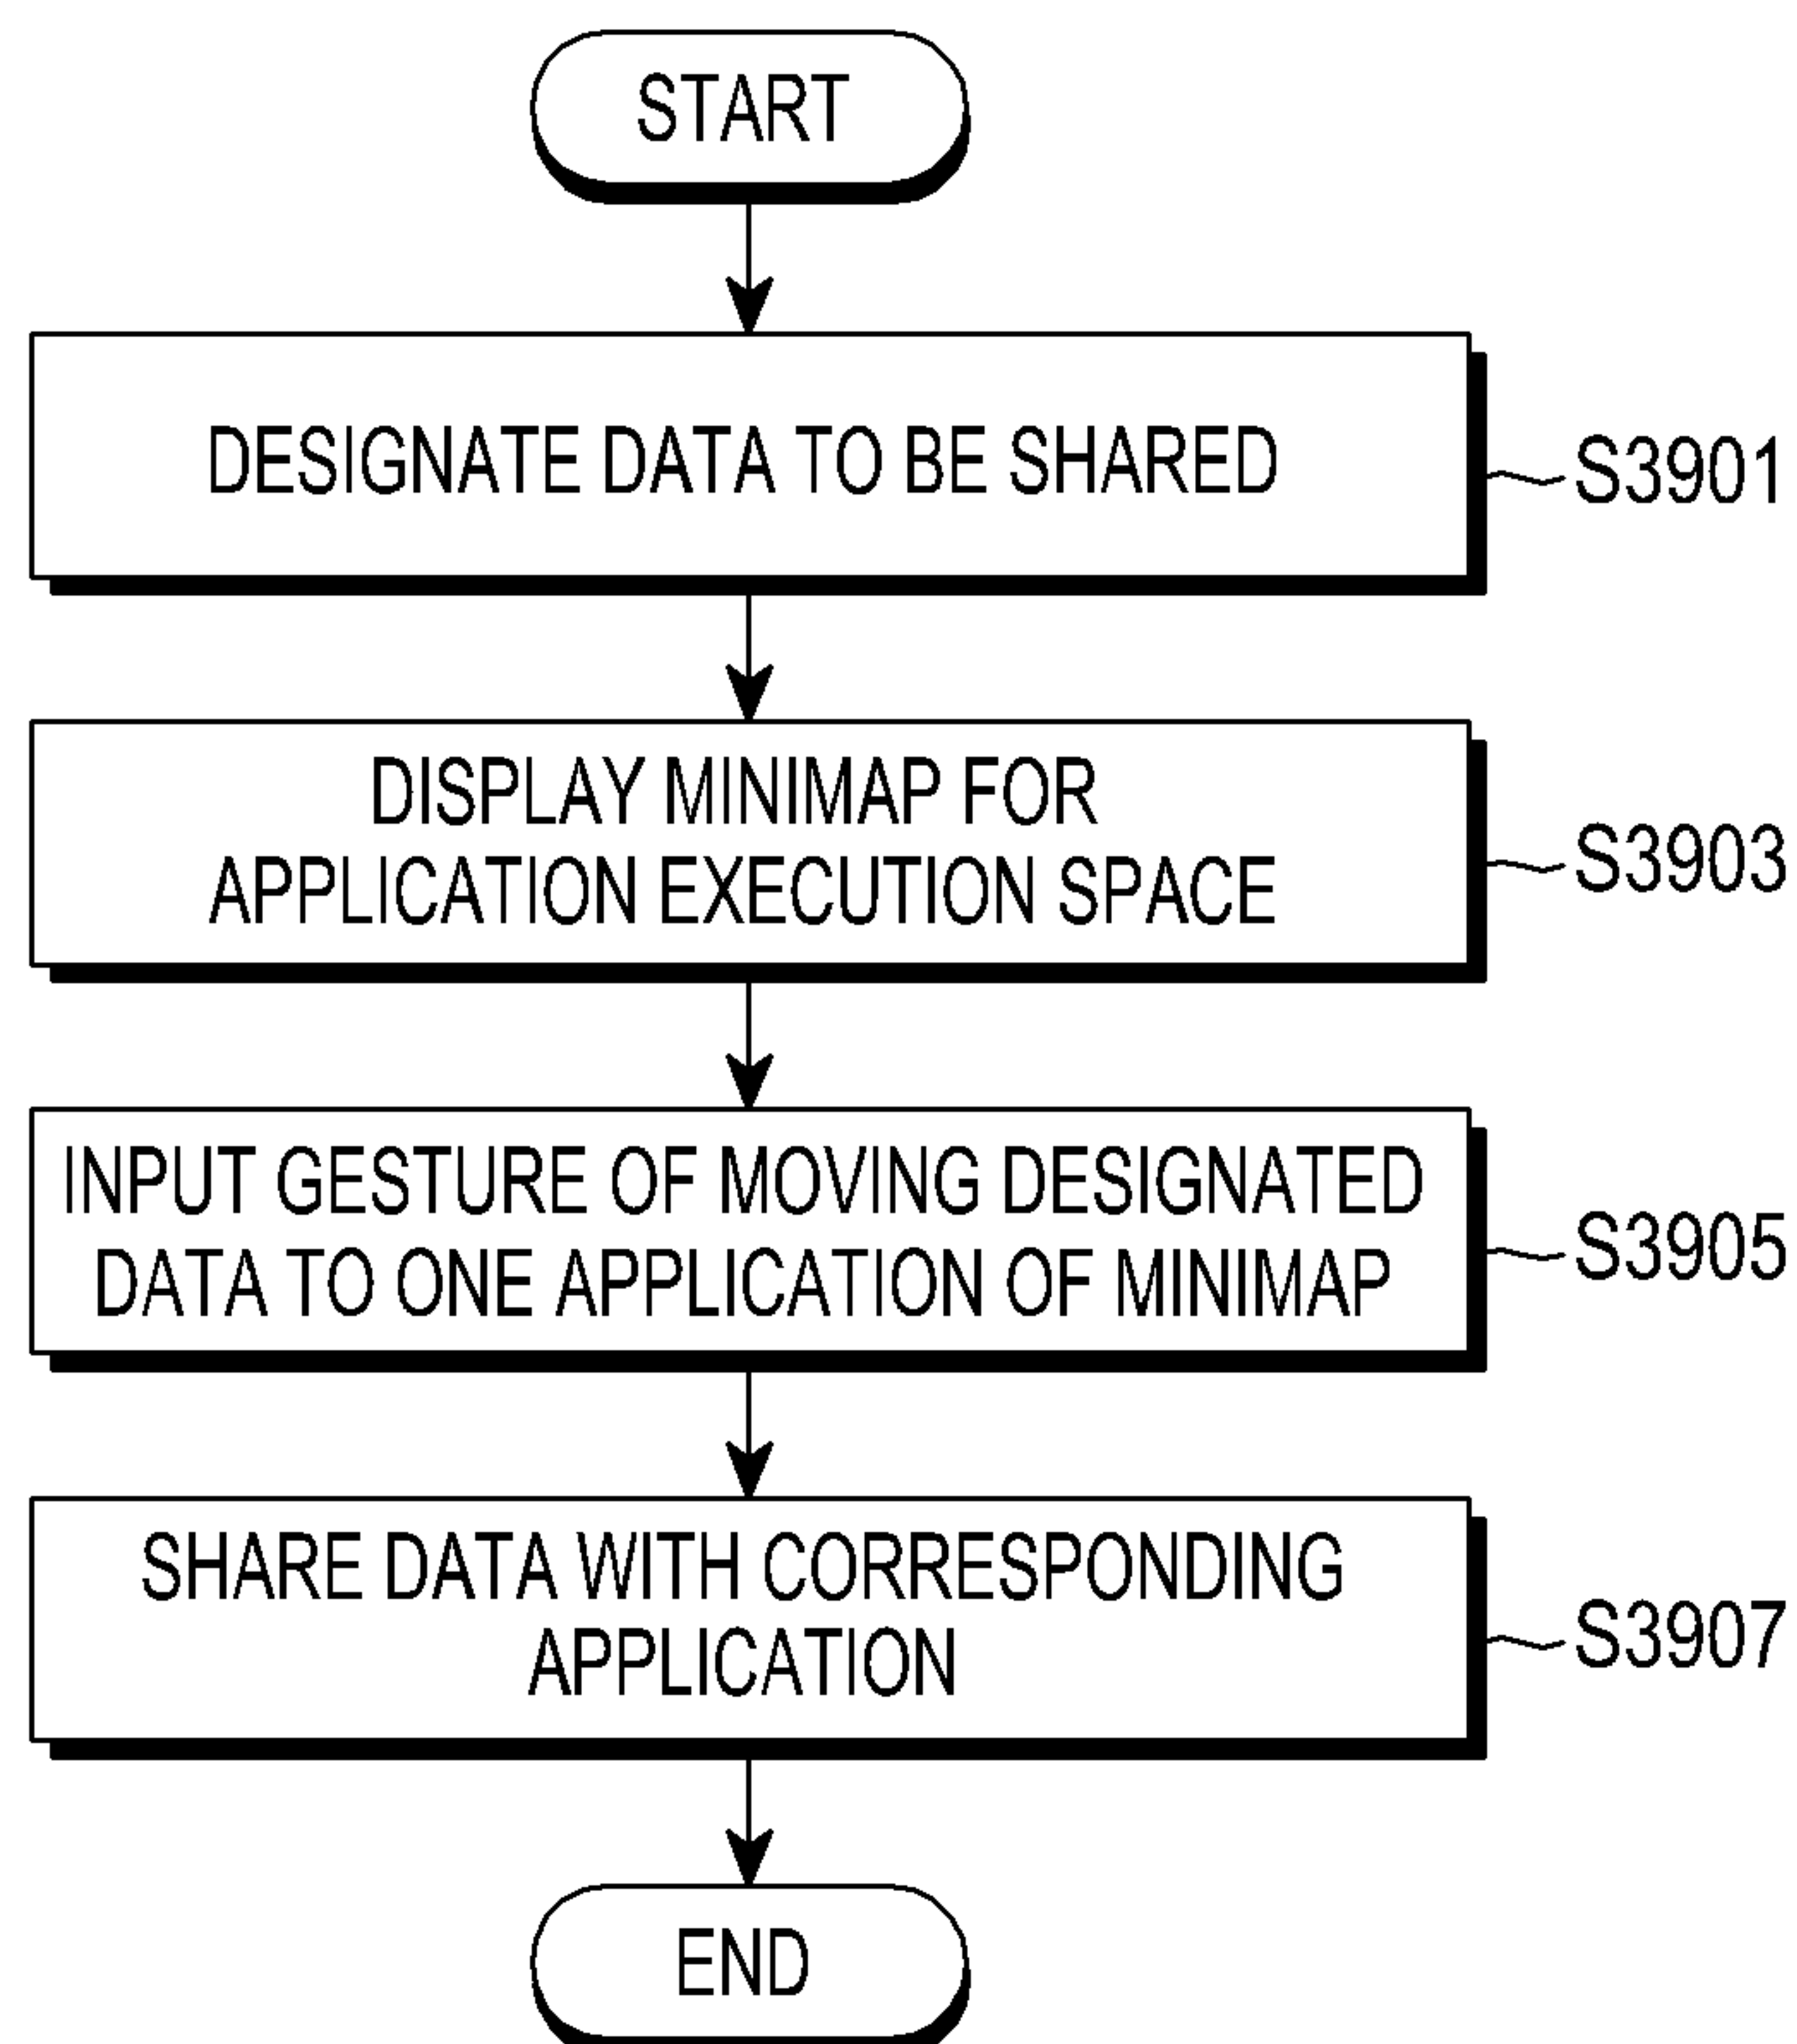 START
DESIGNATE DATA TO BE SHARED
S3901
DISPLAY MINIMAP FOR
APPLICATION EXECUTION SPACE
S3903
INPUT GESTURE OF MOVING DESIGNATED
DATA TO ONE APPLICATION OF MINIMAP
S3905
SHARE DATA WITH CORRESPONDING
APPLICATION
S3907
END